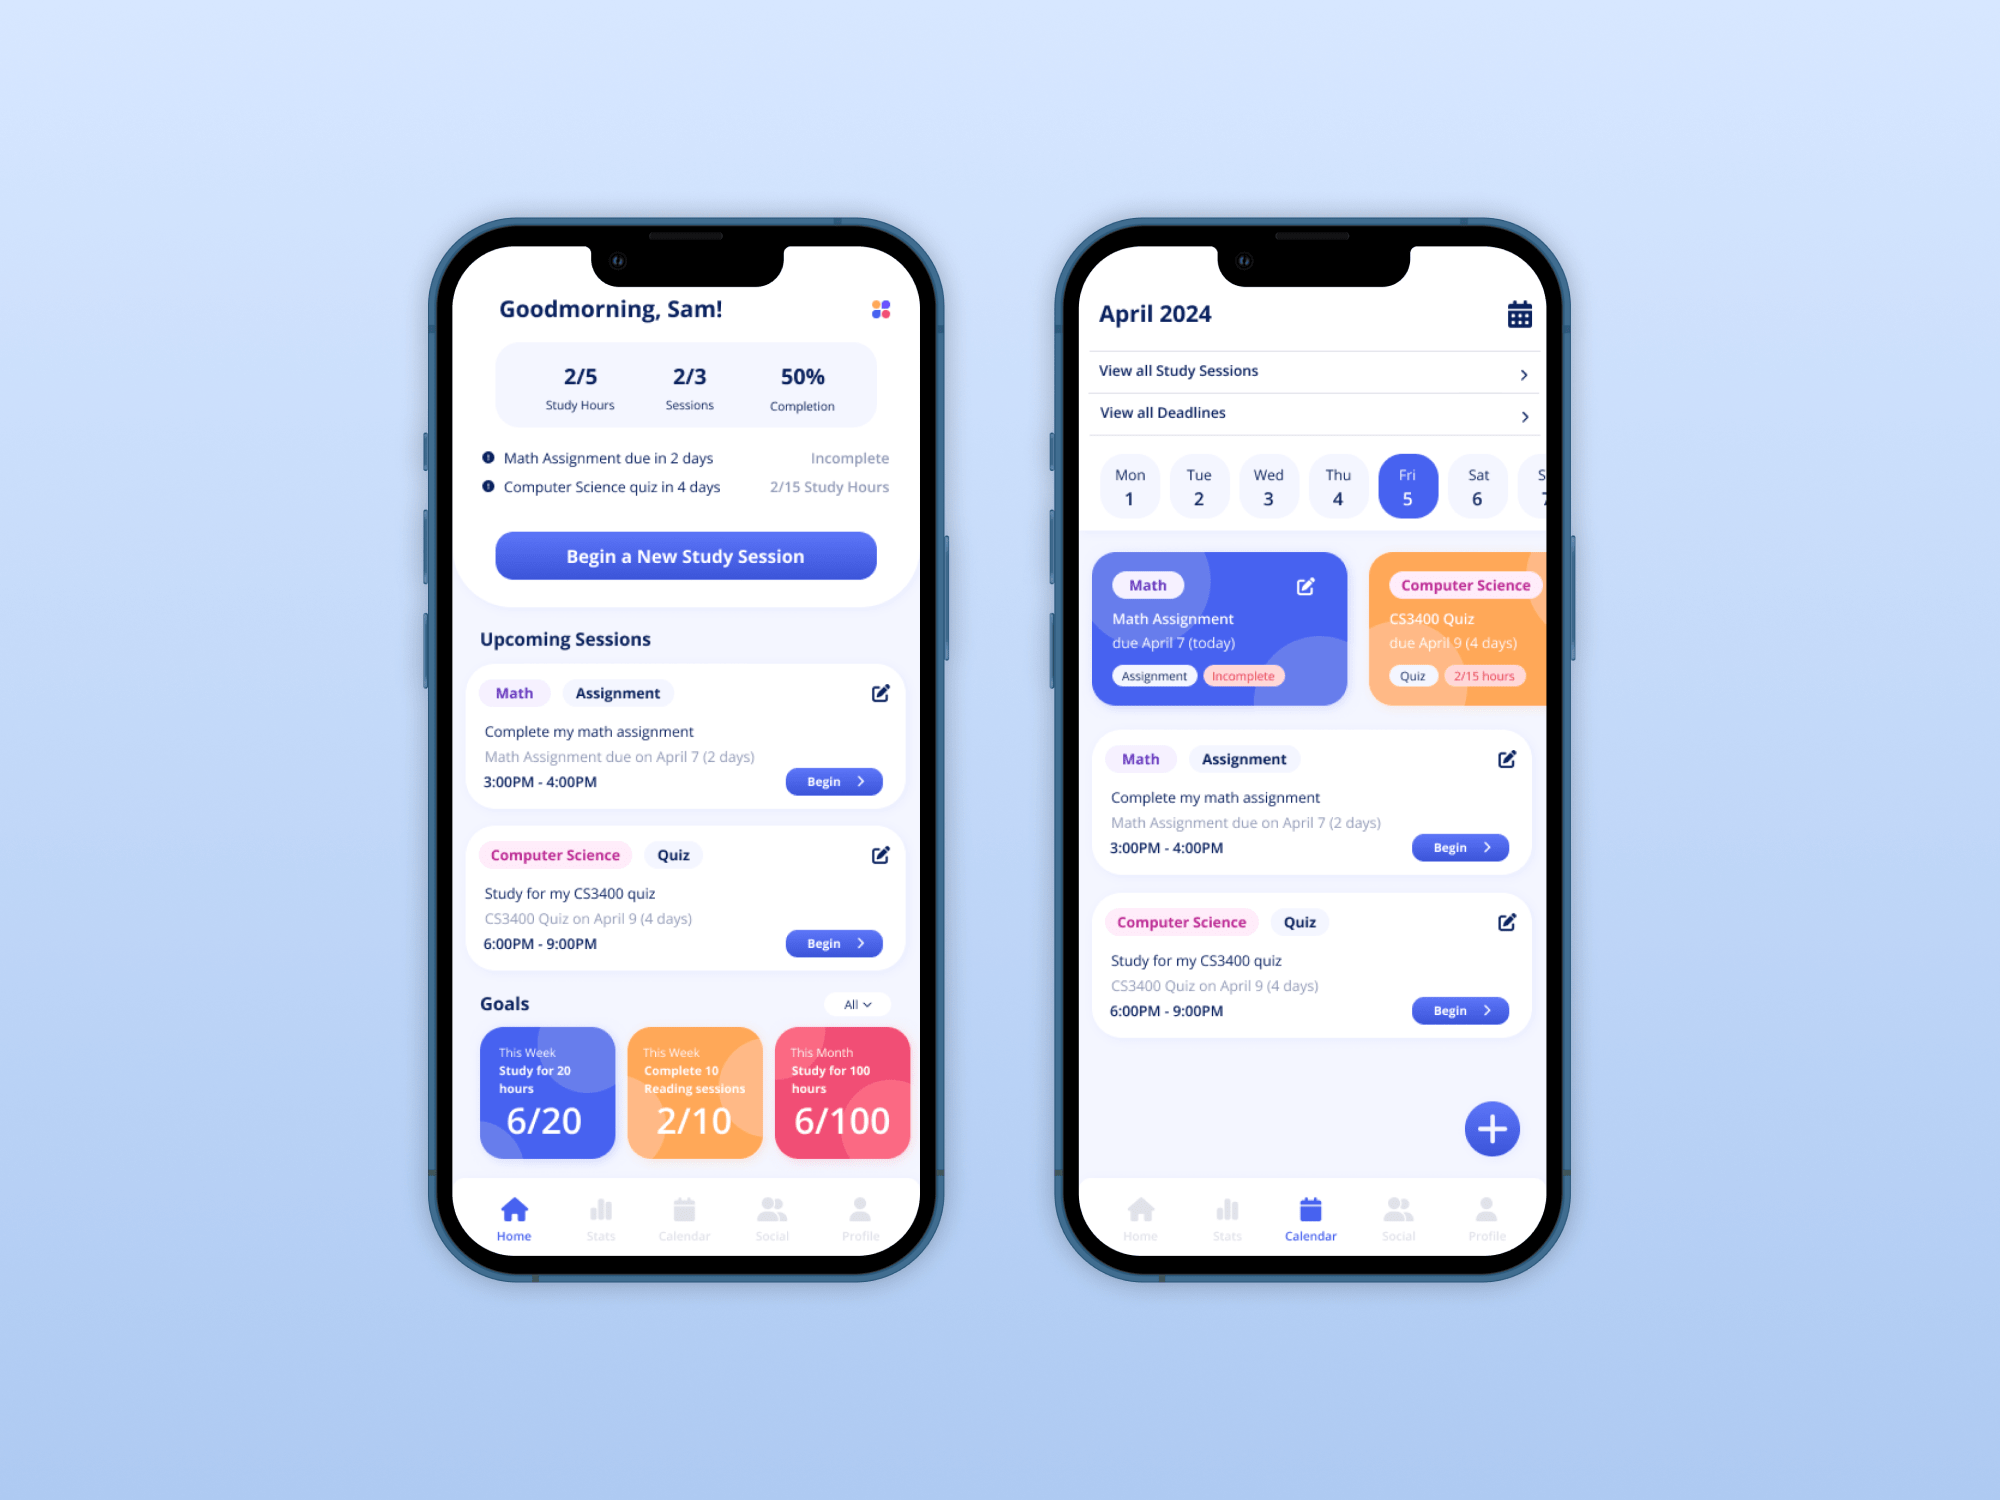 Goodmorning, Sam!
2/5 2/3 50%
Study Hours Sessions Completion
Math Assignment due in 2 days Incomplete
Computer Science quiz in 4 days 2/15 Study Hours
Begin a New Study Session
Upcoming Sessions
Math Assignment
Complete my math assignment
Math Assignment due on April 7 (2 days)
3:00PM - 4:00PM Begin
Computer Science Quiz
Study for my CS3400 quiz
CS3400 Quiz on April 9 (4 days)
6:00PM - 9:00PM Begin
Goals All
This Week
Study for 20
hours
6/20
This Week
Complete 10
Reading sessions
2/10
This Month
Study for 100
hours
6/100
Home Stats Calendar Social Profile
April 2024
View all Study Sessions
View all Deadlines
Mon Tue Wed Thu Fri Sat S
1 2 3 4 5 6 7
Math
Math Assignment
due April 7 (today)
Assignment Incomplete
Computer Science
CS3400 Quiz
due April 9 (4 days)
Quiz 2/15 hours
Math Assignment
Complete my math assignment
Math Assignment due on April 7 (2 days)
3:00PM - 4:00PM Begin
Computer Science Quiz
Study for my CS3400 quiz
CS3400 Quiz on April 9 (4 days)
6:00PM - 9:00PM Begin
Home Stats Calendar Social Profile